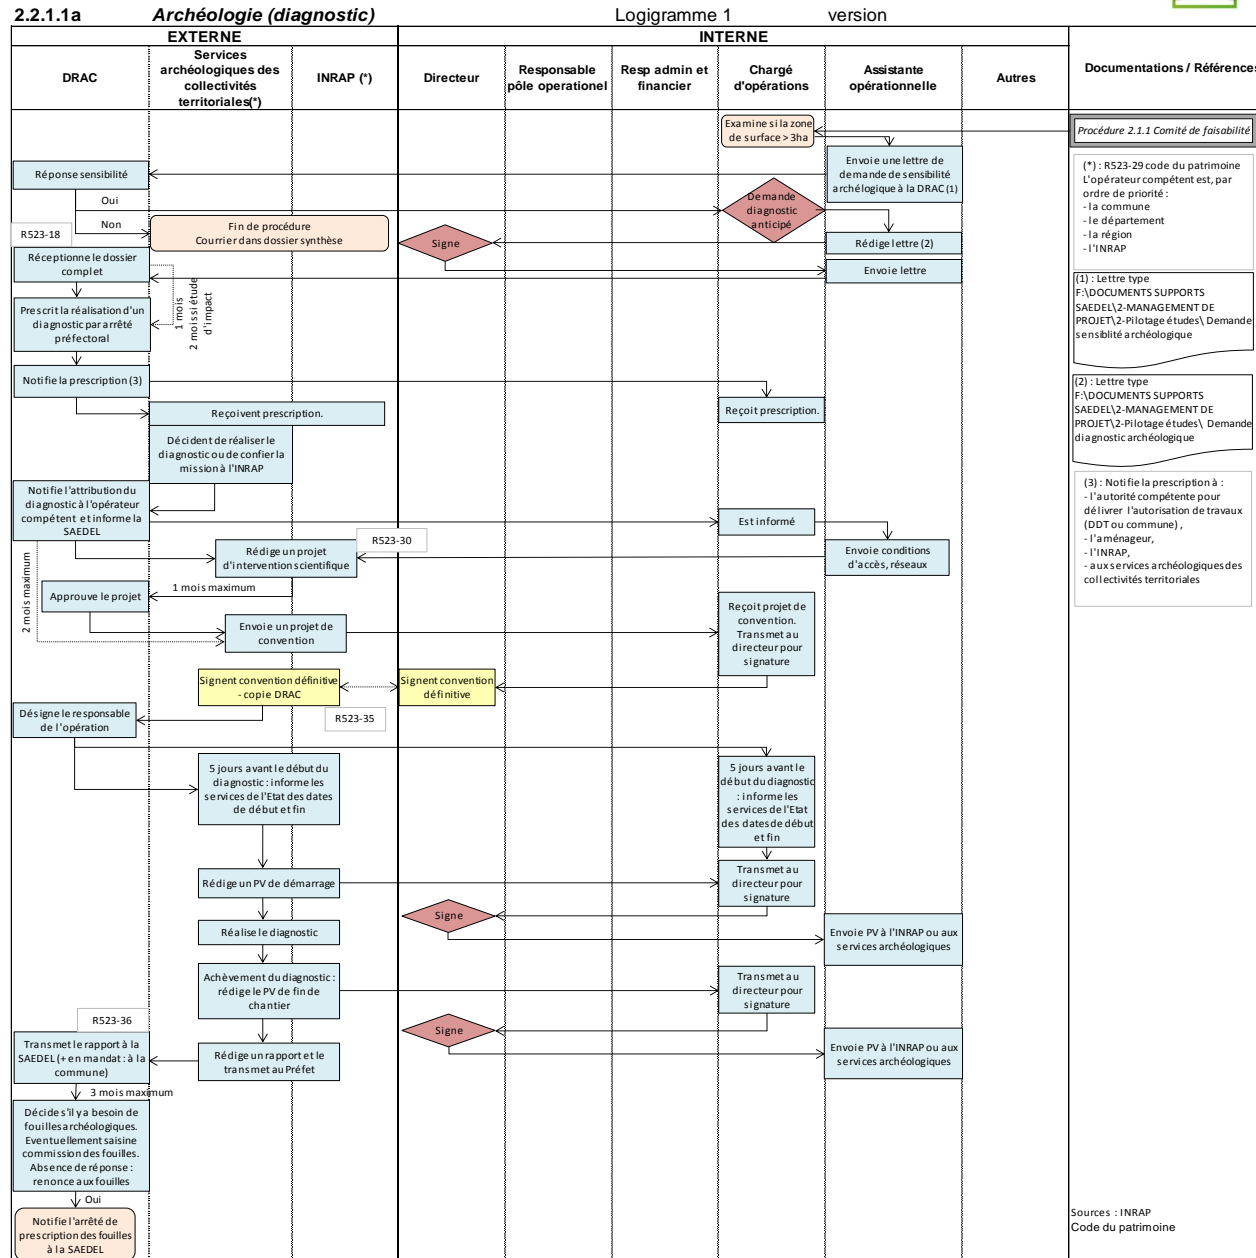 2.2.1.1a Archéologie (diagnostic) Logigramme 1 version
EXTERNE INTERNE
DRAC
Services
archéologiques des
collectivités
territoriales(*)
INRAP (*)
Directeur
Responsable
pôle operationel
Resp admin et
financier
Chargé
d'opérations
Assistante
opérationnelle
Autres
Documentations / Références
Examine si la zone
de surface > 3ha
Procédure 2.1.1 Comité de faisabilité
Envoie une lettre de
demande de sensibilité
archélogique à la DRAC (1)
Réponse sensibilité
Oui
Non
Demande
diagnostic
anticipé
R523-18
Fin de procédure
Courrier dans dossier synthèse
Signe
Rédige lettre (2)
Réceptionne le dossier
complet
Envoie lettre
1 mois
2 mois si étude
d'impact
Prescrit la réalisation d'un
diagnostic par arrêté
préfectoral
Notifie la prescription (3)
Reçoivent prescription.
Reçoit prescription.
Décident de réaliser le
diagnostic ou de confier la
mission à l'INRAP
Notifie l'attribution du
diagnostic à l'opérateur
compétent et informe la
SAEDEL
Est informé
R523-30
Rédige un projet
d'intervention scientifique
Envoie conditions
d'accès, réseaux
2 mois maximum
1 mois maximum
Approuve le projet
Envoie un projet de
convention
Reçoit projet de
convention.
Transmet au
directeur pour
signature
Signent convention définitive
- copie DRAC
Signent convention
définitive
Désigne le responsable
de l'opération
R523-35
5 jours avant le début du
diagnostic : informe les
services de l'Etat des dates
de début et fin
5 jours avant le
début du diagnostic
: informe les
services de l'Etat
des dates de début
et fin
Rédige un PV de démarrage
Transmet au
directeur pour
signature
Signe
Réalise le diagnostic
Envoie PV à l'INRAP ou aux
services archéologiques
Achèvement du diagnostic :
rédige le PV de fin de
chantier
Transmet au
directeur pour
signature
R523-36
Signe
Transmet le rapport à la
SAEDEL (+ en mandat : à la
commune)
Rédige un rapport et le
transmet au Préfet
Envoie PV à l'INRAP ou aux
services archéologiques
3 mois maximum
Décide s'il y a besoin de
fouilles archéologiques.
Eventuellement saisine
commission des fouilles.
Absence de réponse :
renonce aux fouilles
Oui
Notifie l'arrêté de
prescription des fouilles
à la SAEDEL
(*) : R523-29 code du patrimoine
L'opérateur compétent est, par
ordre de priorité :
- la commune
- le département
- la région
- l'INRAP
(1) : Lettre type
F:\DOCUMENTS SUPPORTS
SAEDEL\2-MANAGEMENT DE
PROJET\2-Pilotage études\ Demande
sensiblité archéologique
(2) : Lettre type
F:\DOCUMENTS SUPPORTS
SAEDEL\2-MANAGEMENT DE
PROJET\2-Pilotage études\ Demande
diagnostic archéologique
(3) : Notifie la prescription à :
- l'autorité compétente pour
délivrer l'autorisation de travaux
(DDT ou commune) ,
- l'aménageur,
- l'INRAP,
- aux services archéologiques des
collectivités territoriales
Sources : INRAP
Code du patrimoine